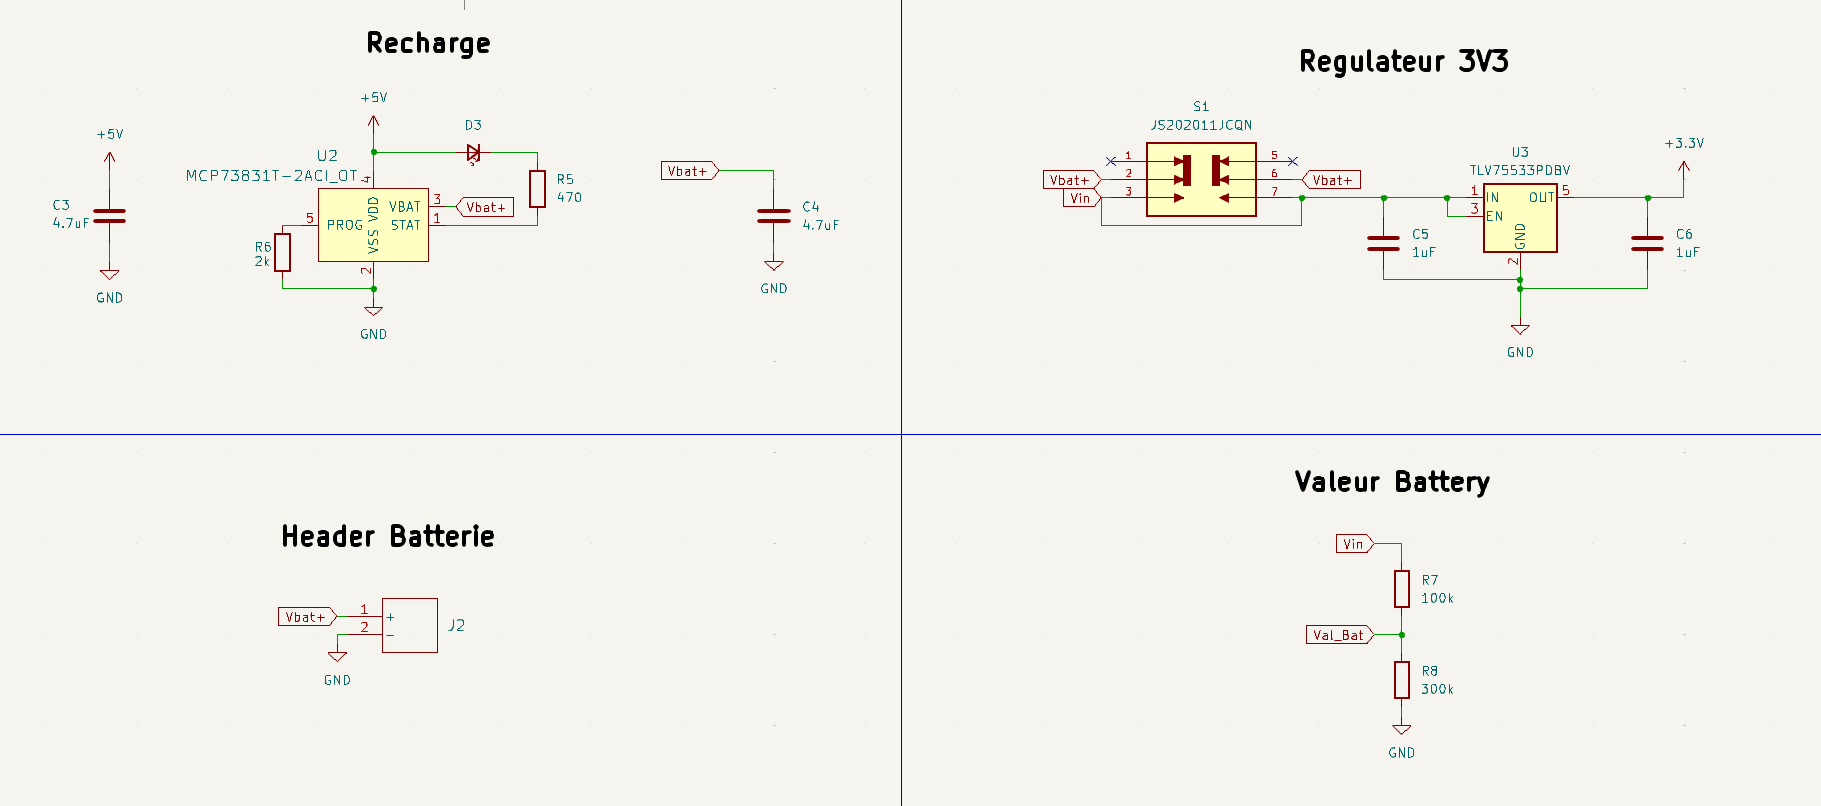 Recharge
+5V
C3
4.7uF
GND
+5V
D3
U2
MCP73831T-2ACI_OT
4
VDD
VBAT
3
Vbat+
STAT
1
5
PROG
VSS
2
R5
470
R6
2k
GND
Vbat+
C4
4.7uF
GND
Regulateur 3V3
S1
JS202011JCQN
1
2
3
5
6
7
Vbat+
Vin
Vbat+
U3
TLV75533PDBV
1
IN
OUT
5
3
EN
GND
2
+3.3V
C5
1uF
C6
1uF
GND
Header Batterie
Vbat+
1
+
2
-
J2
GND
Valeur Battery
Vin
R7
100k
Val_Bat
R8
300k
GND